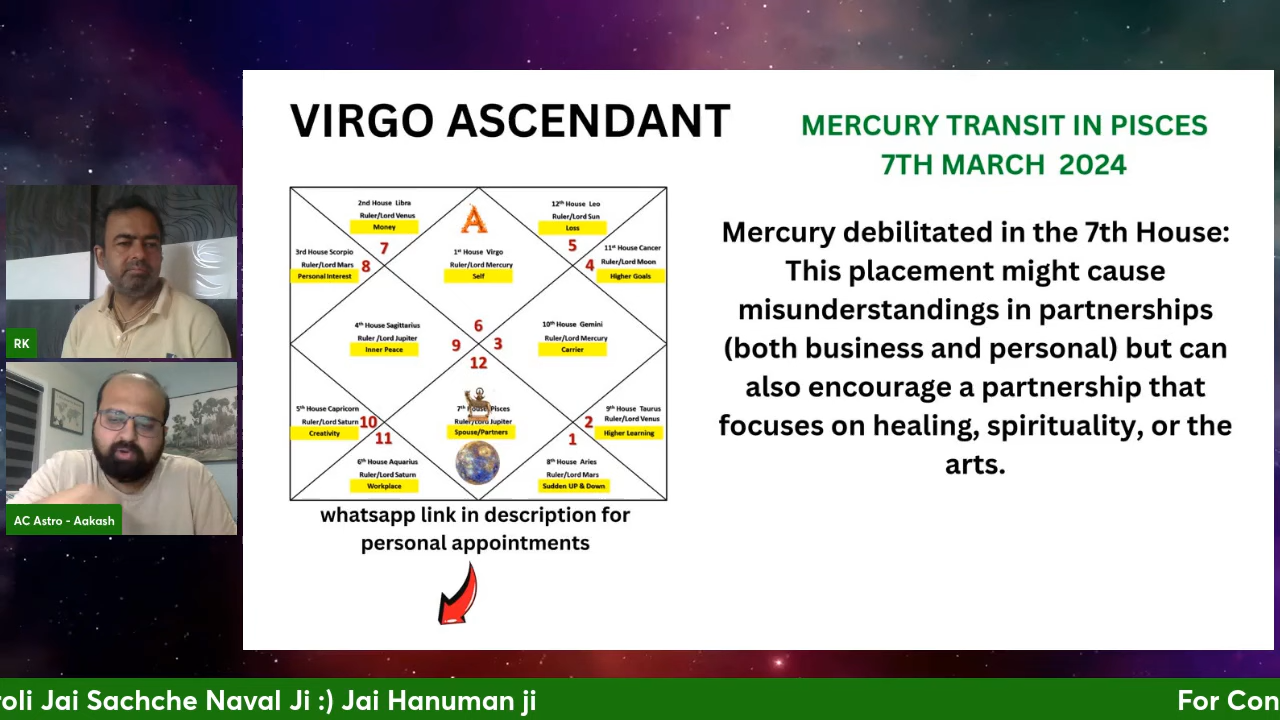 VIRGO ASCENDANT
MERCURY TRANSIT IN PISCES
7TH MARCH 2024
2nd House Libra
Ruler/Lord Venus
Money
7
A
1st House Virgo
Ruler/Lord Mercury
Self
12th House Leo
Ruler/Lord Sun
Loss
5
3rd House Scorpio
Ruler/Lord Mars
Personal Interest
8
11st House Cancer
Ruler/Lord Moon
Higher Goals
4
4th House Sagittarius
Ruler /Lord Jupiter
Inner Peace
6
9
3
12
10th House Gemini
Ruler/Lord Mercury
Carrier
5th House Capricorn
Ruler/Lord Saturn
Creativity
10
11
7th House Pisces
Ruler/Lord Jupiter
Spouse/Partners
9th House Taurus
Ruler/Lord Venus
Higher Learning
2
1
6th House Aquarius
Ruler/Lord Saturn
Workplace
8th House Aries
Ruler/Lord Mars
Sudden UP & Down
Mercury debilitated in the 7th House:
This placement might cause
misunderstandings in partnerships
(both business and personal) but can
also encourage a partnership that
focuses on healing, spirituality, or the
arts.
whatsapp link in description for
personal appointments
RK
AC Astro - Aakash
roli Jai Sachche Naval Ji :) Jai Hanuman ji
For Con